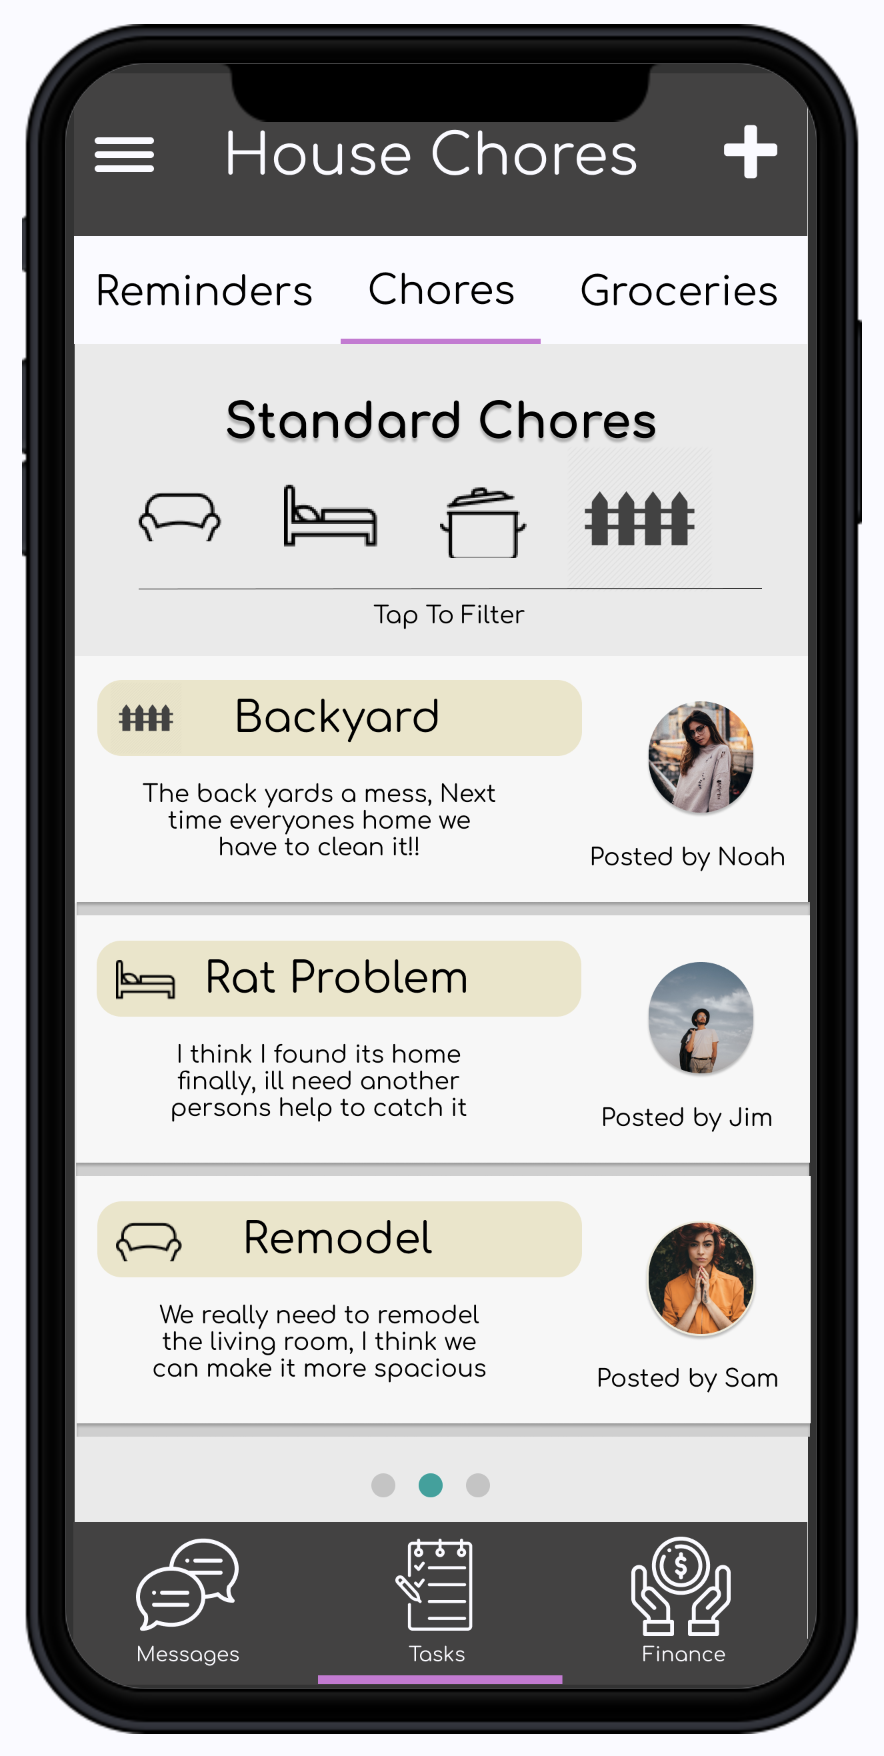 House Chores
Reminders Chores Groceries
Standard Chores
Tap To Filter
Backyard
The back yards a mess, Next
time everyones home we
have to clean it!!
Posted by Noah
Rat Problem
I think I found its home
finally, ill need another
persons help to catch it
Posted by Jim
Remodel
We really need to remodel
the living room, I think we
can make it more spacious
Posted by Sam
Messages Tasks Finance